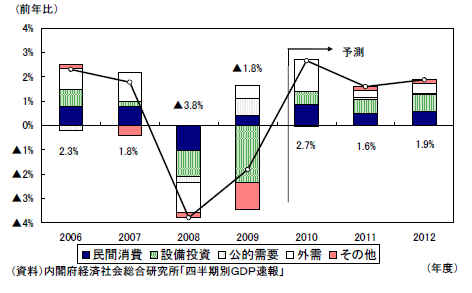 (前年比)
4%
3%
2%
1%
0%
▲1%
▲2%
▲3%
▲4%
▲1.8%
予測
▲3.8%
2.3%
1.8%
2.7%
1.6%
1.9%
2006 2007 2008 2009 2010 2011 2012
(年度)
民間消費 設備投資 公的需要 外需 その他
(資料)内閣府経済社会総合研究所「四半期別GDP速報」